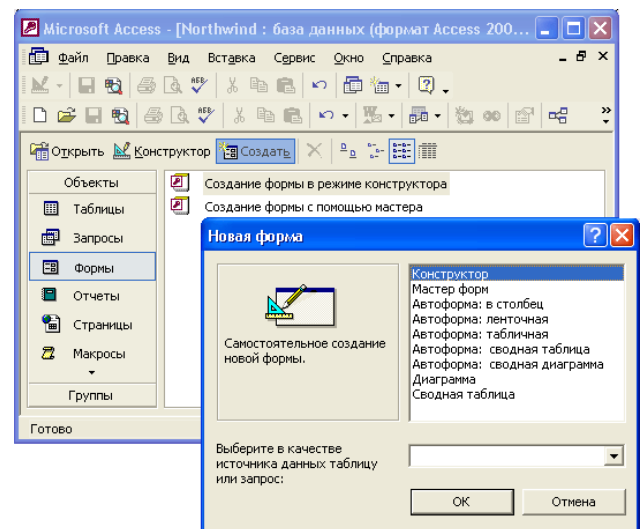 Microsoft Access - [Northwind : база данных (формат Access 200...
Файл Правка Вид Вставка Сервис Окно Справка
Открыть Конструктор Создать
Объекты
Таблицы
Запросы
Формы
Отчеты
Страницы
Макросы
Группы
Создание формы в режиме конструктора
Создание формы с помощью мастера
Готово
Новая форма
Самостоятельное создание
новой формы.
Конструктор
Мастер форм
Автоформа: в столбец
Автоформа: ленточная
Автоформа: табличная
Автоформа: сводная таблица
Автоформа: сводная диаграмма
Диаграмма
Сводная таблица
Выберите в качестве
источника данных таблицу
или запрос:
ОК Отмена